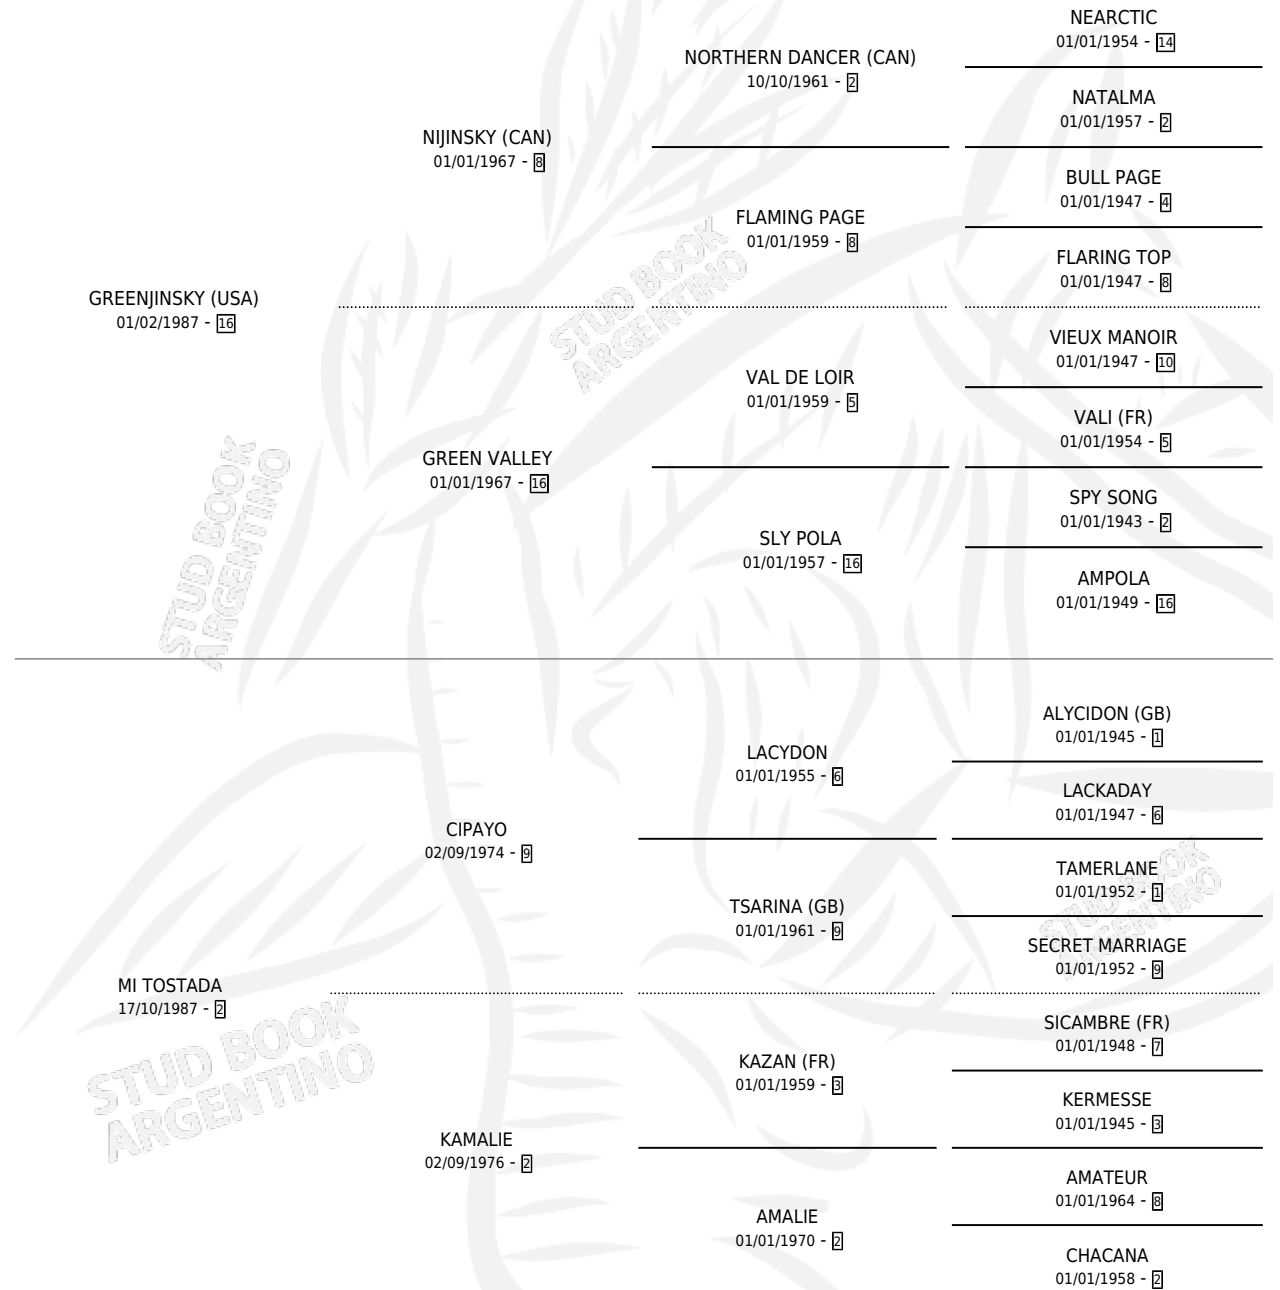 NEARCTIC
01/01/1954 - 14
NORTHERN DANCER (CAN)
10/10/1961 - 2
NATALMA
01/01/1957 - 2
NIJINSKY (CAN)
01/01/1967 - 8
BULL PAGE
01/01/1947 - 4
FLAMING PAGE
01/01/1959 - 8
FLARING TOP
01/01/1947 - 8
GREENJINSKY (USA)
01/02/1987 - 16
VIEUX MANOIR
01/01/1947 - 10
VAL DE LOIR
01/01/1959 - 5
VALI (FR)
01/01/1954 - 5
GREEN VALLEY
01/01/1967 - 16
SPY SONG
01/01/1943 - 2
SLY POLA
01/01/1957 - 16
AMPOLA
01/01/1949 - 16
ALYCIDON (GB)
01/01/1945 - 1
LACYDON
01/01/1955 - 6
LACKADAY
01/01/1947 - 6
CIPAYO
02/09/1974 - 9
TAMERLANE
01/01/1952 - 1
TSARINA (GB)
01/01/1961 - 9
SECRET MARRIAGE
01/01/1952 - 9
MI TOSTADA
17/10/1987 - 2
SICAMBRE (FR)
01/01/1948 - 7
KAZAN (FR)
01/01/1959 - 3
KERMESSE
01/01/1945 - 3
KAMALIE
02/09/1976 - 2
AMATEUR
01/01/1964 - 8
AMALIE
01/01/1970 - 2
CHACANA
01/01/1958 - 2
STUD BOOK
ARGENTINO
STUD BOOK
ARGENTINO
STUD BOOK
ARGENTINO
STUD BOOK
ARGENTINO